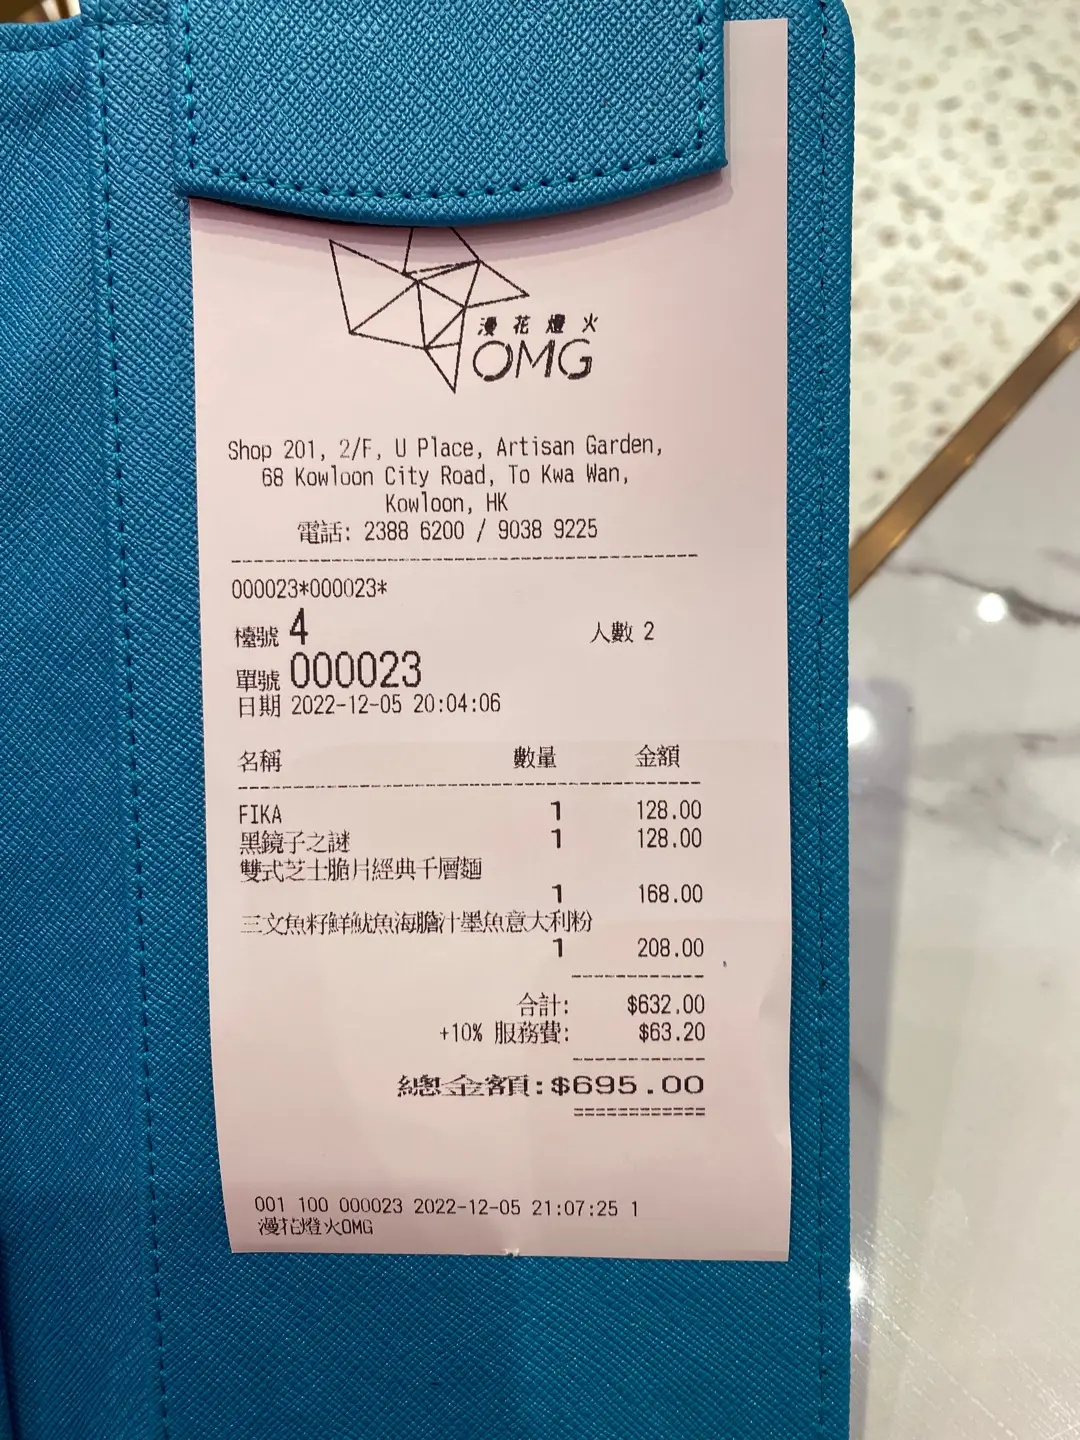 漫花燈火
OMG
Shop 201, 2/F, U Place, Artisan Garden,
68 Kowloon City Road, To Kwa Wan,
Kowloon, HK
電話: 2388 6200 / 9038 9225
000023*000023*
檯號 4 人數 2
單號 000023
日期 2022-12-05 20:04:06
名稱 數量 金額
FIKA 1 128.00
黑鏡子之謎 1 128.00
雙式芝士脆片經典千層麵
1 168.00
三文魚籽鮮魷魚海膽汁墨魚意大利粉
1 208.00
合計: $632.00
+10% 服務費: $63.20
總金額:$695.00
001 100 000023 2022-12-05 21:07:25 1
漫花燈火OMG